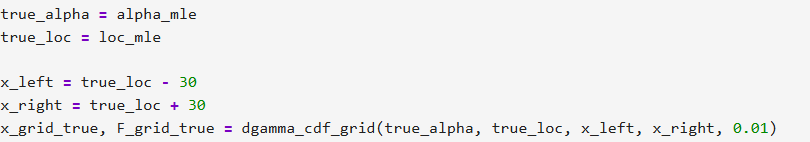 true_alpha = alpha_mle
true_loc = loc_mle
x_left = true_loc - 30
x_right = true_loc + 30
x_grid_true, F_grid_true = dgamma_cdf_grid(true_alpha, true_loc, x_left, x_right, 0.01)